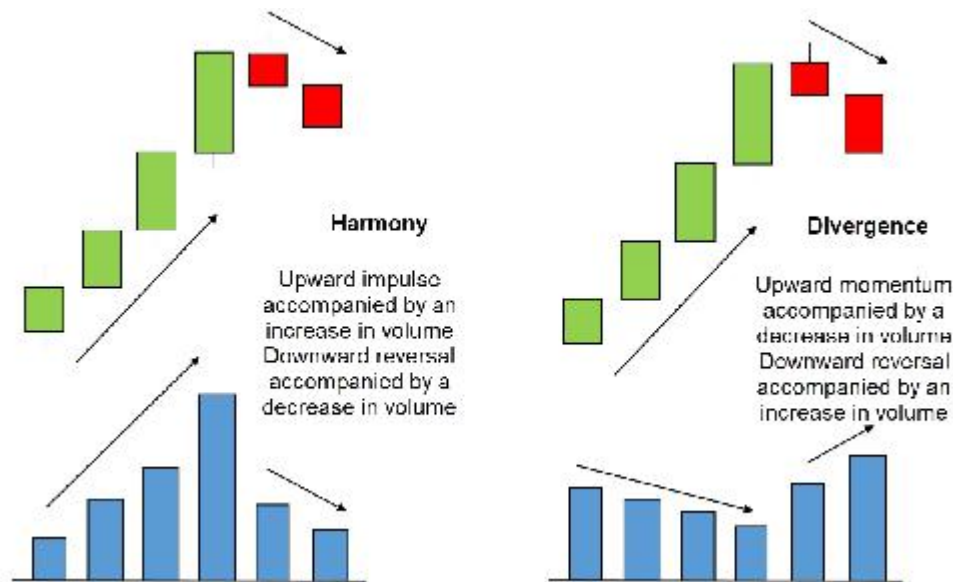 Harmony
Upward impulse
accompanied by an
increase in volume
Downward reversal
accompanied by a
decrease in volume
Divergence
Upward momentum
accompanied by a
decrease in volume
Downward reversal
accompanied by an
increase in volume